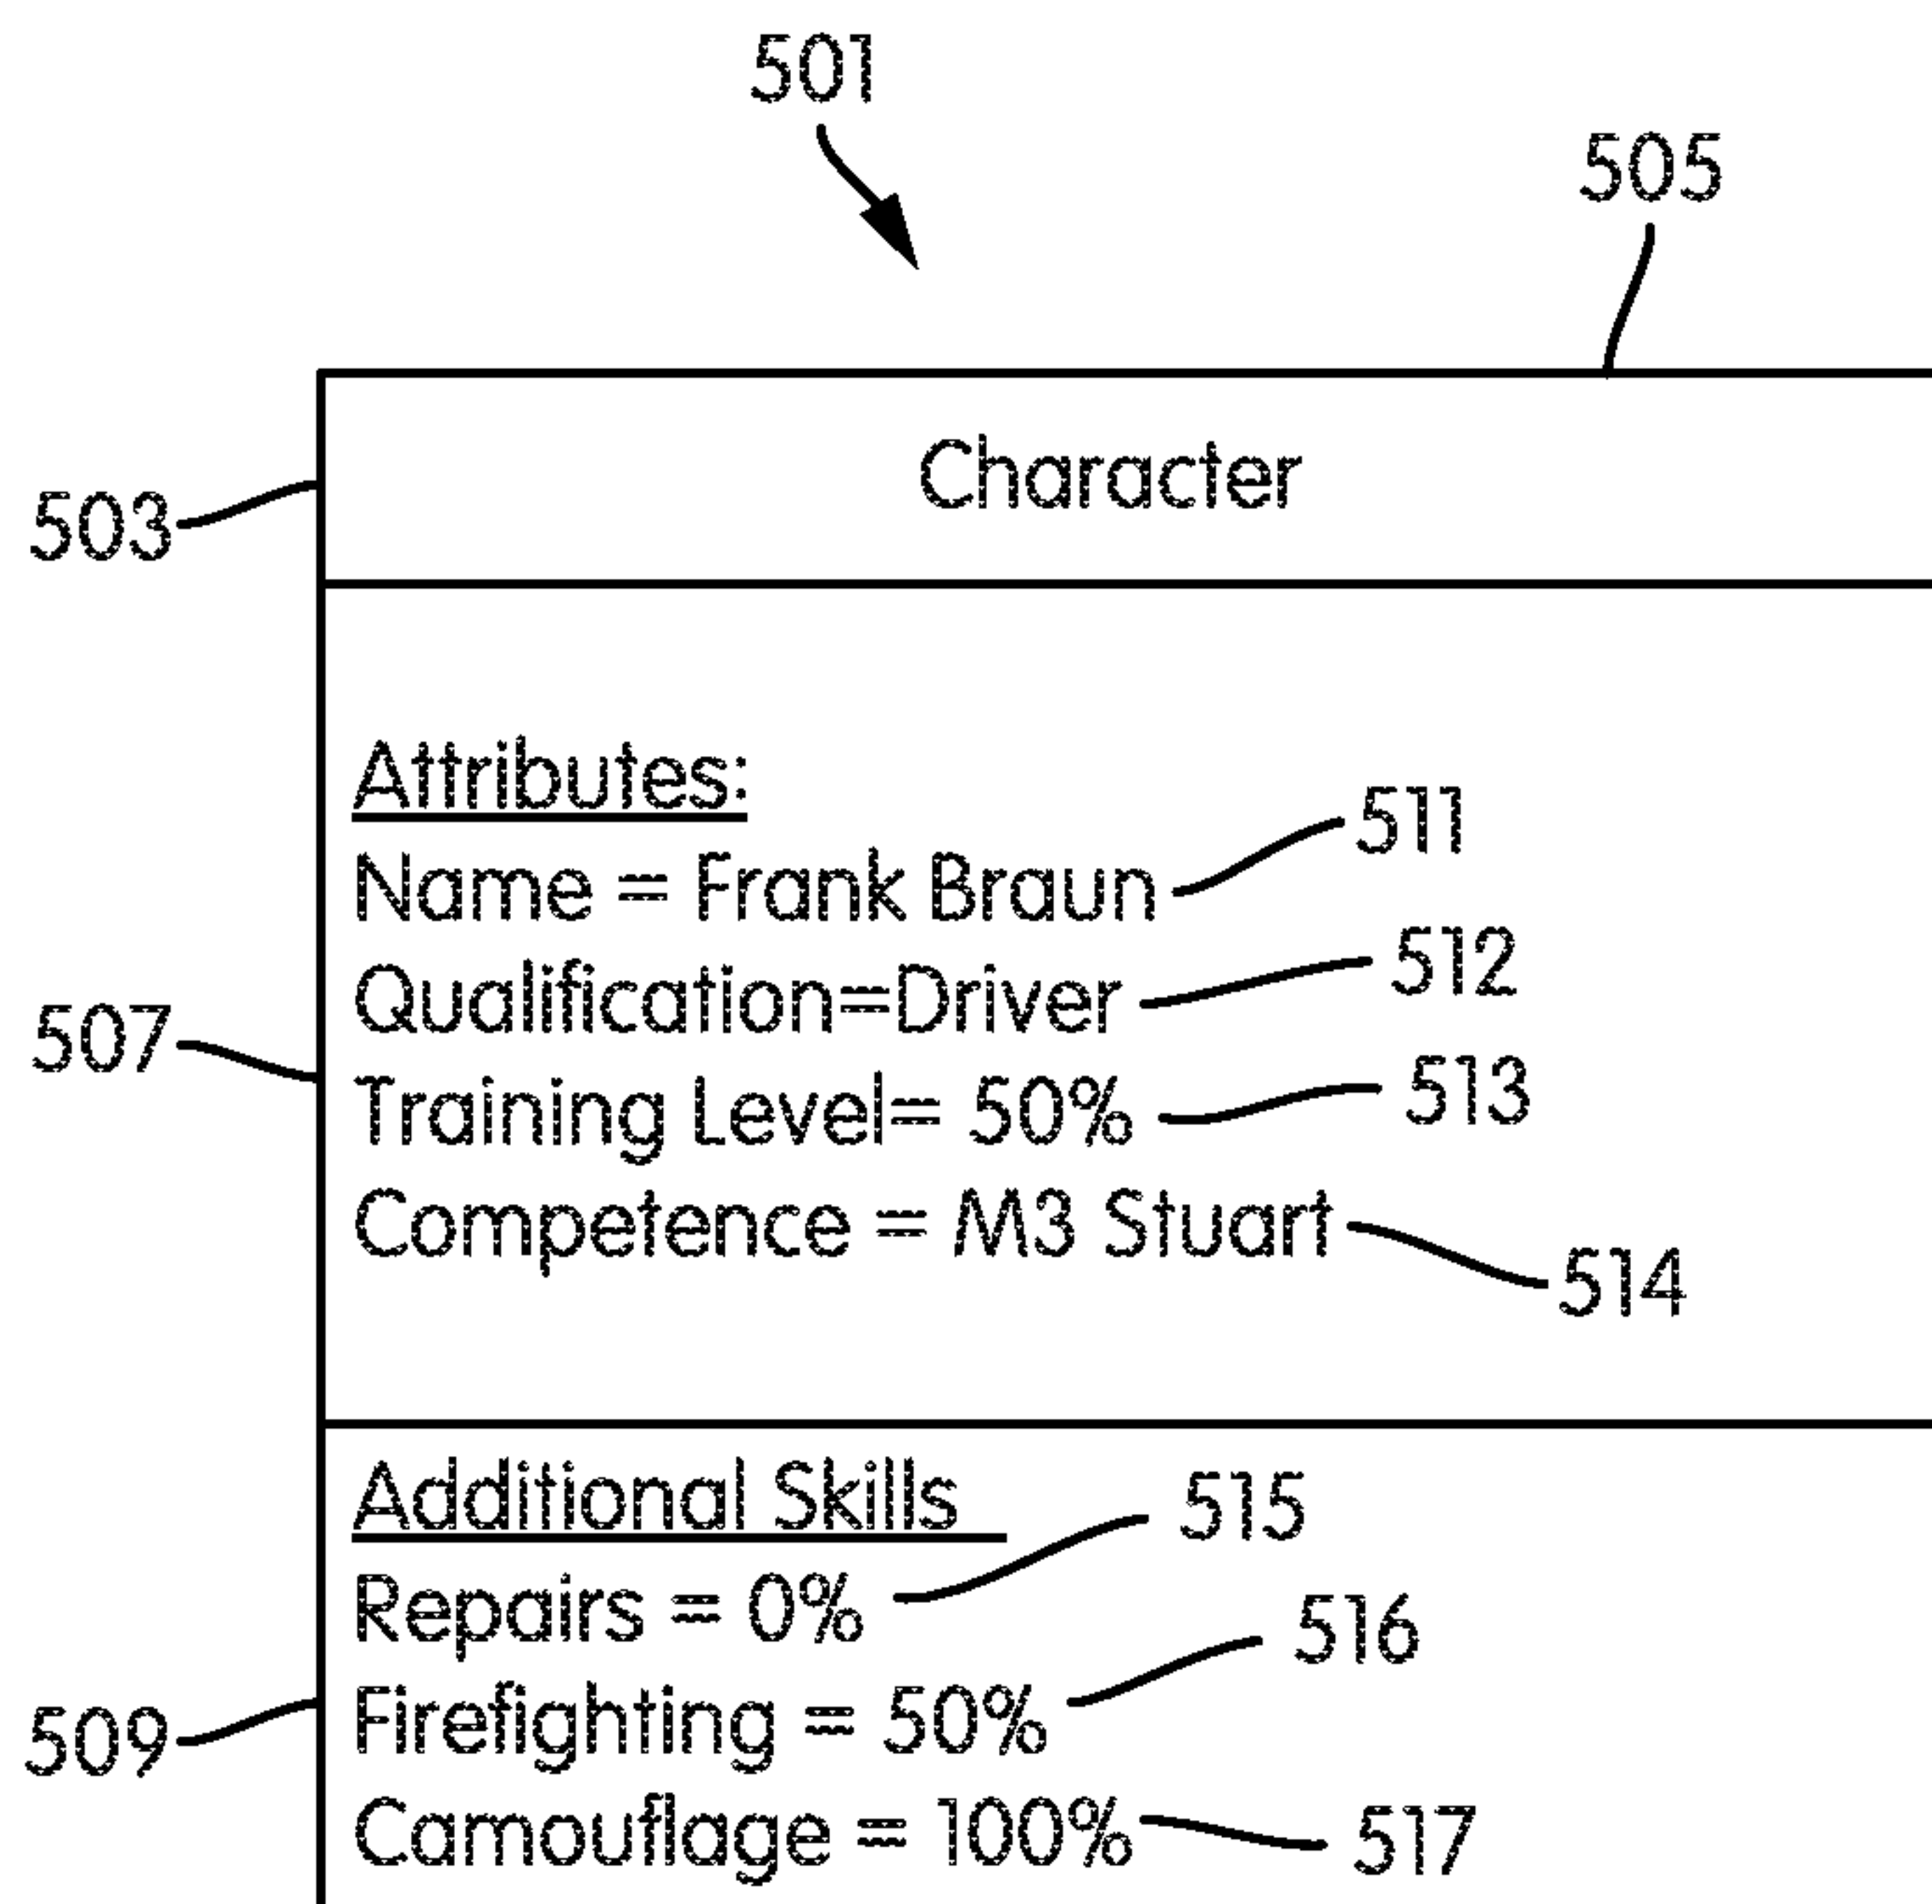 501
505
Character
503
Attributes:
Name = Frank Braun
511
Qualification=Driver
512
507
Training Level= 50%
513
Competence = M3 Stuart
514
Additional Skills
515
Repairs = 0%
516
Firefighting = 50%
509
Camouflage = 100%
517